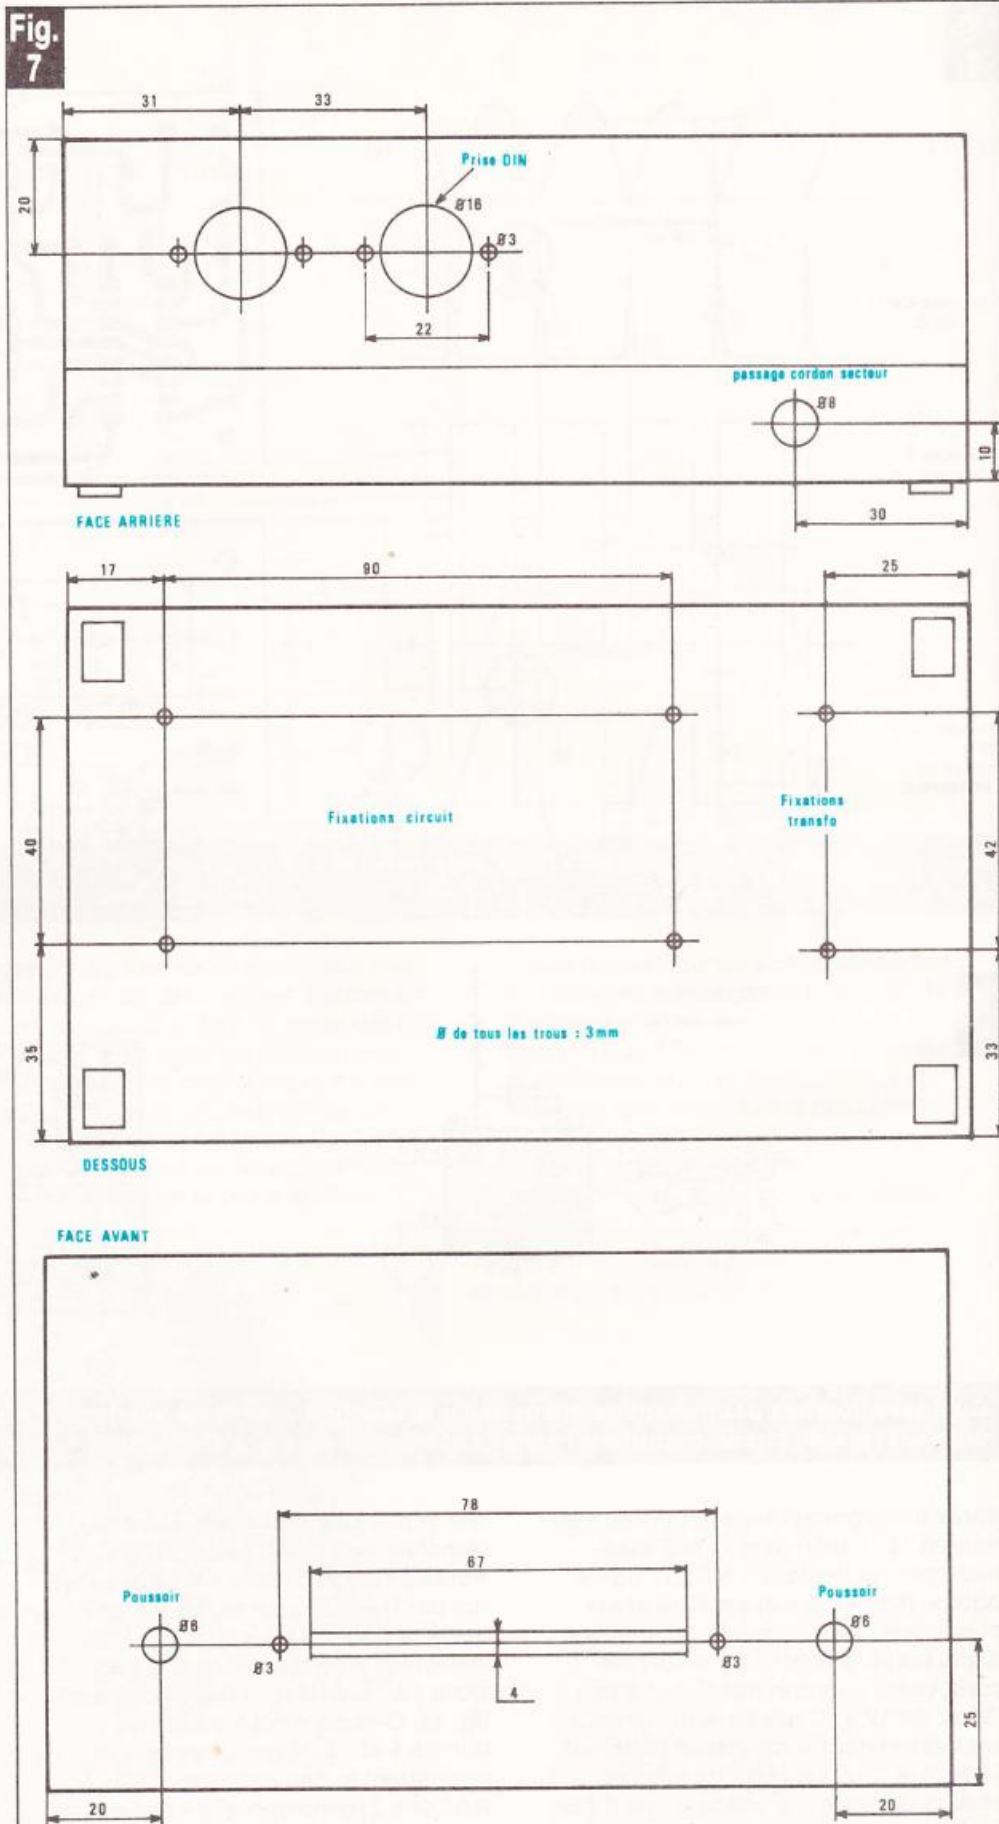 Fig.
7
31
33
20
Prise DIN
Ø16
Ø3
22
passage cordon secteur
Ø8
10
FACE ARRIERE
30
17
90
25
Fixations circuit
Fixations
transfo
40
42
Ø de tous les trous : 3mm
35
33
DESSOUS
FACE AVANT
78
67
Poussoir
Poussoir
Ø6
Ø6
Ø3
Ø3
4
25
20
20